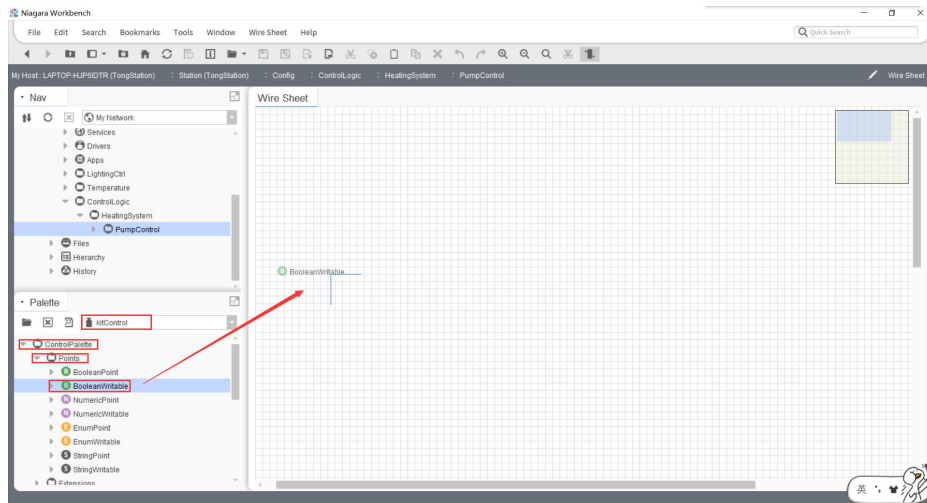 Niagara Workbench
File Edit Search Bookmarks Tools Window Wire Sheet Help
Quick Search
My Host : LAPTOP-HJP6IDTR (TongStation) : Station (TongStation) : Config : ControlLogic : HeatingSystem : PumpControl Wire Sheet
Nav
My Network
Services
Drivers
Apps
LightingCtrl
Temperature
ControlLogic
HeatingSystem
PumpControl
Files
Hierarchy
History
Palette
kitControl
ControlPalette
Points
B BooleanPoint
B BooleanWritable
N NumericPoint
N NumericWritable
E EnumPoint
E EnumWritable
S StringPoint
S StringWritable
Extensions
Wire Sheet
B BooleanWritable
英